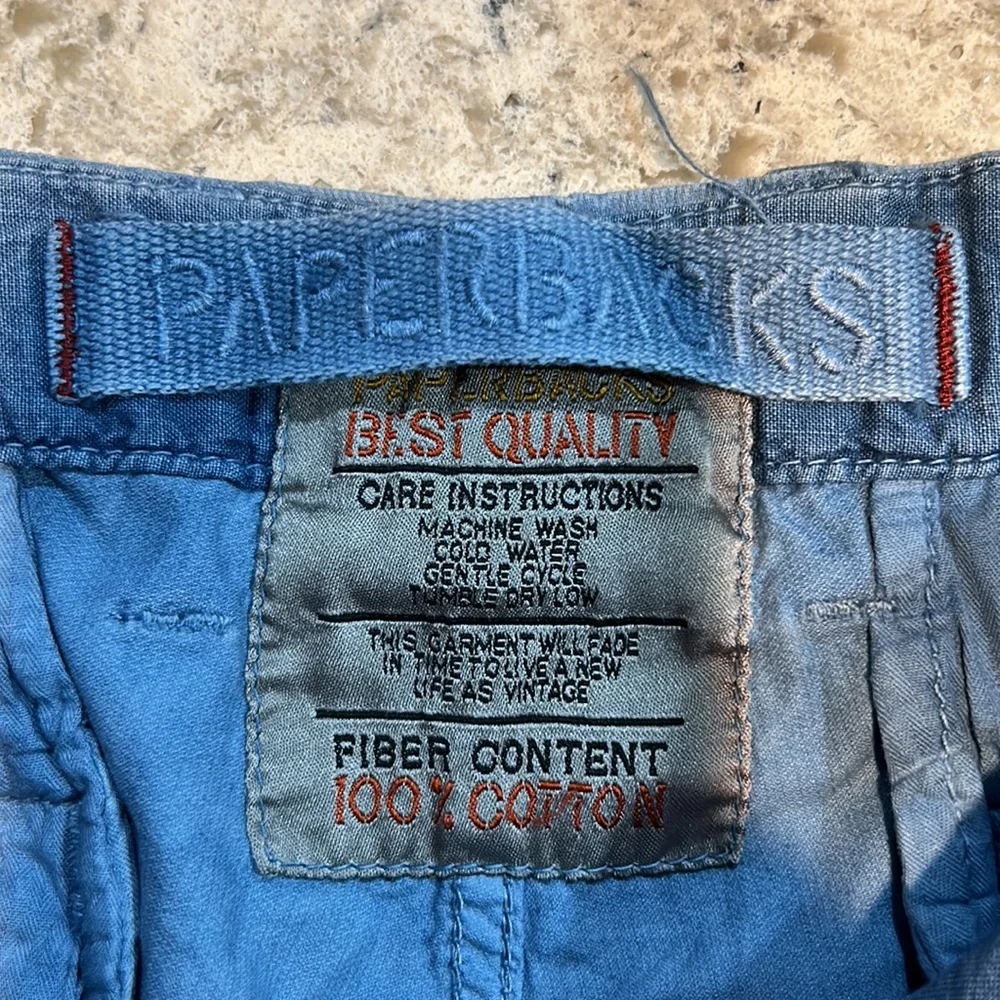 PAPERBACKS
PAPERBACKS
BEST QUALITY
CARE INSTRUCTIONS
MACHINE WASH
COLD WATER
GENTLE CYCLE
TUMBLE DRY LOW
THIS GARMENT WILL FADE
IN TIME TO LIVE A NEW
LIFE AS VINTAGE
FIBER CONTENT
100% COTTON